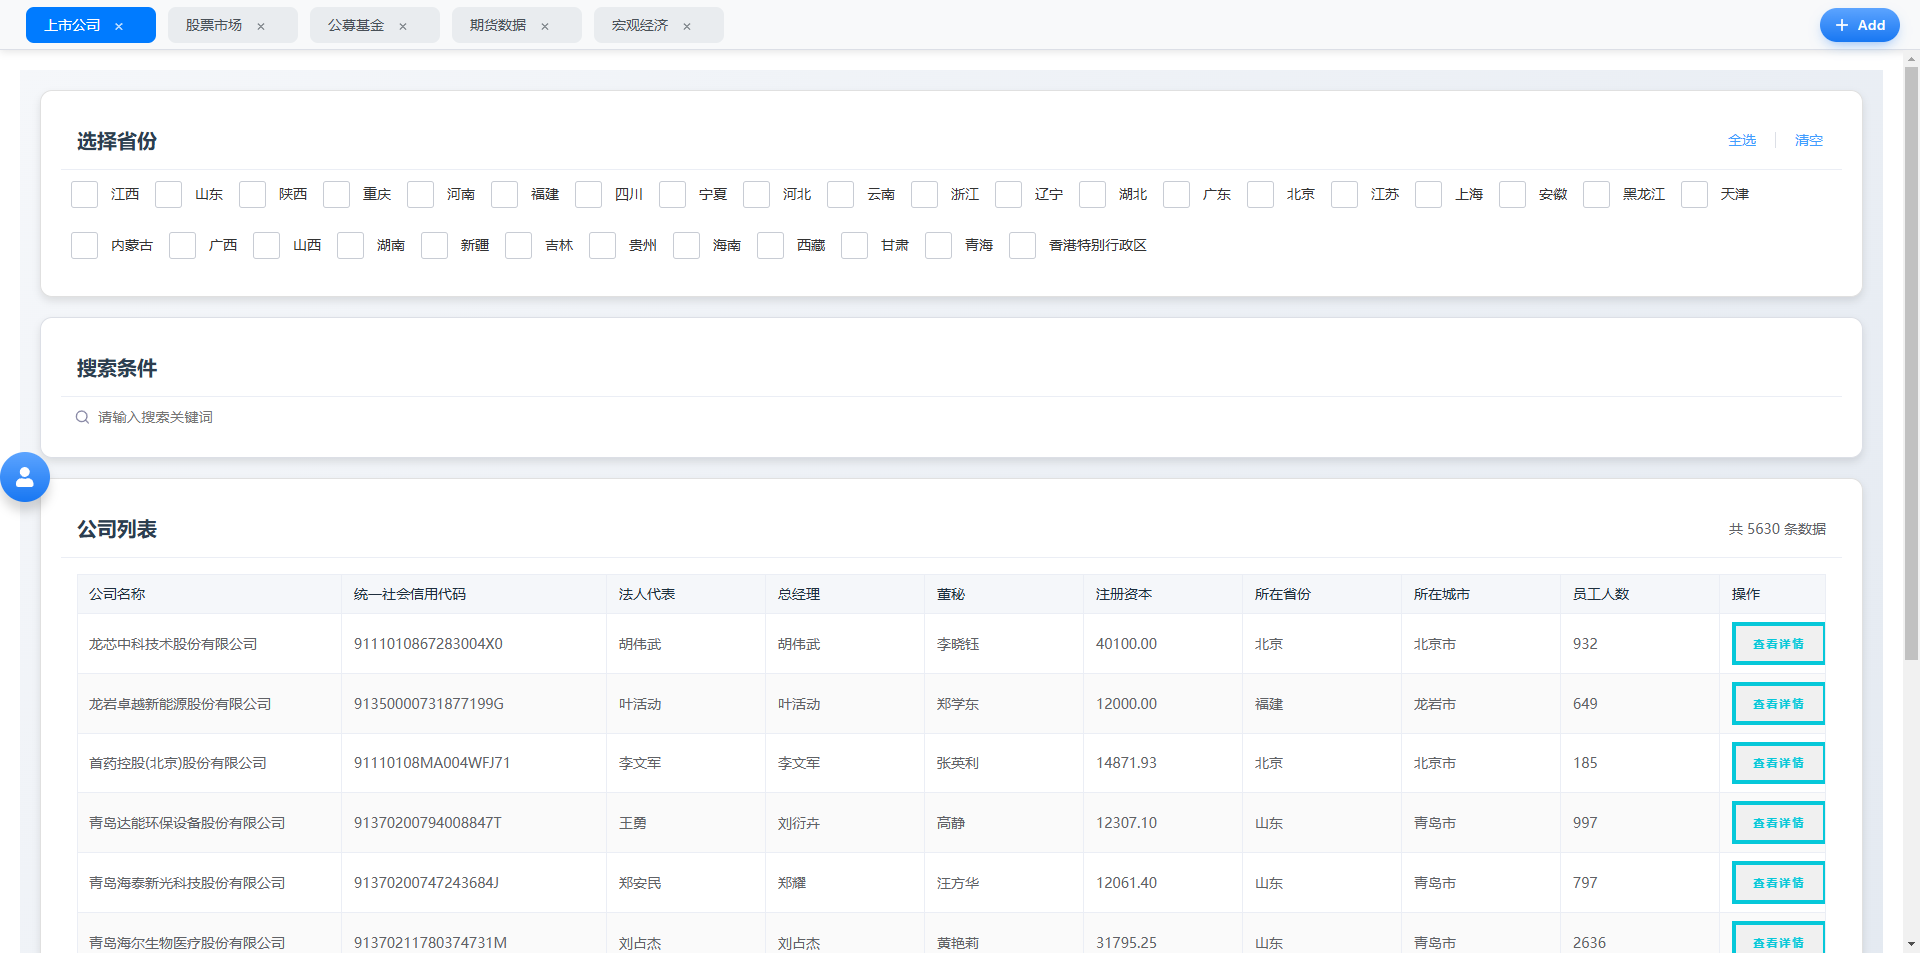 上市公司 × 股票市场 × 公募基金 × 期货数据 × 宏观经济 × + Add
选择省份 全选 清空
江西 山东 陕西 重庆 河南 福建 四川 宁夏 河北 云南 浙江 辽宁 湖北 广东 北京 江苏 上海 安徽 黑龙江 天津
内蒙古 广西 山西 湖南 新疆 吉林 贵州 海南 西藏 甘肃 青海 香港特别行政区
搜索条件
请输入搜索关键词
公司列表 共 5630 条数据
公司名称 统一社会信用代码 法人代表 总经理 董秘 注册资本 所在省份 所在城市 员工人数 操作
龙芯中科技术股份有限公司 9111010867283004X0 胡伟武 胡伟武 李晓钰 40100.00 北京 北京市 932 查看详情
龙岩卓越新能源股份有限公司 91350000731877199G 叶活动 叶活动 郑学东 12000.00 福建 龙岩市 649 查看详情
首药控股(北京)股份有限公司 91110108MA004WFJ71 李文军 李文军 张英利 14871.93 北京 北京市 185 查看详情
青岛达能环保设备股份有限公司 91370200794008847T 王勇 刘衍卉 高静 12307.10 山东 青岛市 997 查看详情
青岛海泰新光科技股份有限公司 91370200747243684J 郑安民 郑耀 汪方华 12061.40 山东 青岛市 797 查看详情
青岛海尔生物医疗股份有限公司 91370211780374731M 刘占杰 刘占杰 黄艳莉 31795.25 山东 青岛市 2636 查看详情